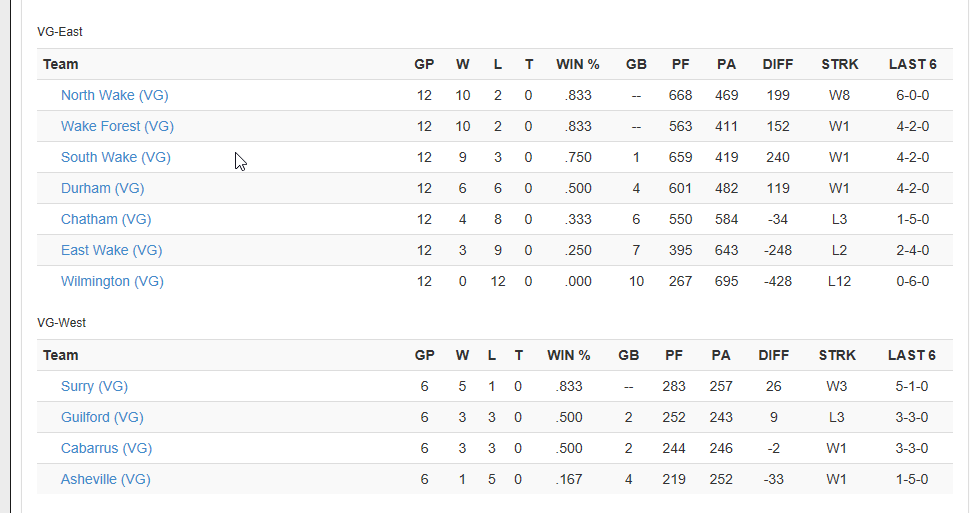 VG-East
Team GP W L T WIN % GB PF PA DIFF STRK LAST 6
North Wake (VG) 12 10 2 0 .833 -- 668 469 199 W8 6-0-0
Wake Forest (VG) 12 10 2 0 .833 -- 563 411 152 W1 4-2-0
South Wake (VG) 12 9 3 0 .750 1 659 419 240 W1 4-2-0
Durham (VG) 12 6 6 0 .500 4 601 482 119 W1 4-2-0
Chatham (VG) 12 4 8 0 .333 6 550 584 -34 L3 1-5-0
East Wake (VG) 12 3 9 0 .250 7 395 643 -248 L2 2-4-0
Wilmington (VG) 12 0 12 0 .000 10 267 695 -428 L12 0-6-0
VG-West
Team GP W L T WIN % GB PF PA DIFF STRK LAST 6
Surry (VG) 6 5 1 0 .833 -- 283 257 26 W3 5-1-0
Guilford (VG) 6 3 3 0 .500 2 252 243 9 L3 3-3-0
Cabarrus (VG) 6 3 3 0 .500 2 244 246 -2 W1 3-3-0
Asheville (VG) 6 1 5 0 .167 4 219 252 -33 W1 1-5-0